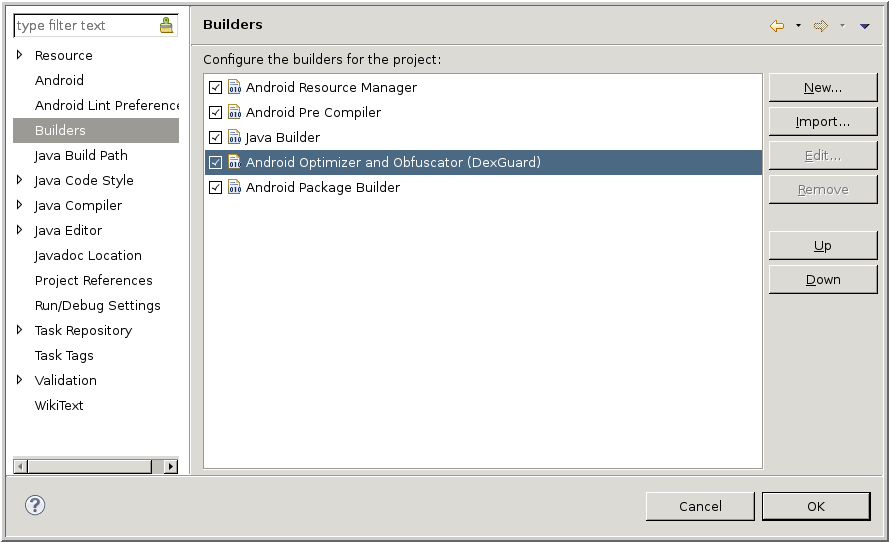 type filter text
Resource
Android
Android Lint Preference
Builders
Java Build Path
Java Code Style
Java Compiler
Java Editor
Javadoc Location
Project References
Run/Debug Settings
Task Repository
Task Tags
Validation
WikiText
Builders
Configure the builders for the project:
Android Resource Manager
Android Pre Compiler
Java Builder
Android Optimizer and Obfuscator (DexGuard)
Android Package Builder
New...
Import...
Edit...
Remove
Up
Down
?
Cancel
OK